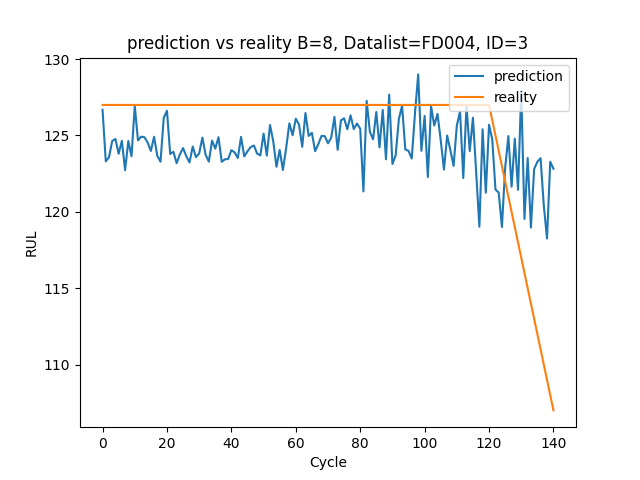 prediction vs reality B=8, Datalist=FD004, ID=3
prediction
reality
130
125
120
115
110
RUL
0 20 40 60 80 100 120 140
Cycle